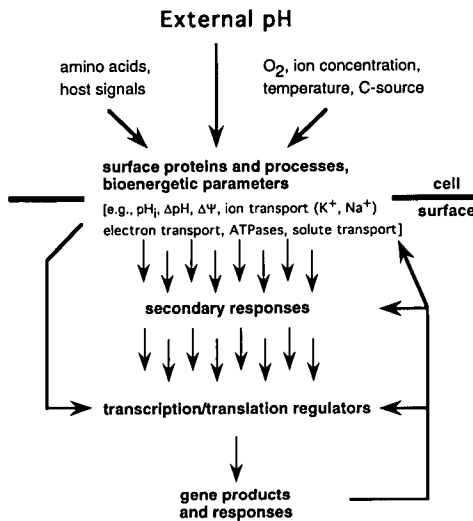 External pH
amino acids,
host signals
O₂, ion concentration,
temperature, C-source
surface proteins and processes,
bioenergetic parameters
[e.g., pHᵢ, ΔpH, ΔΨ, ion transport (K⁺, Na⁺)
electron transport, ATPases, solute transport]
cell
surface
secondary responses
transcription/translation regulators
gene products
and responses